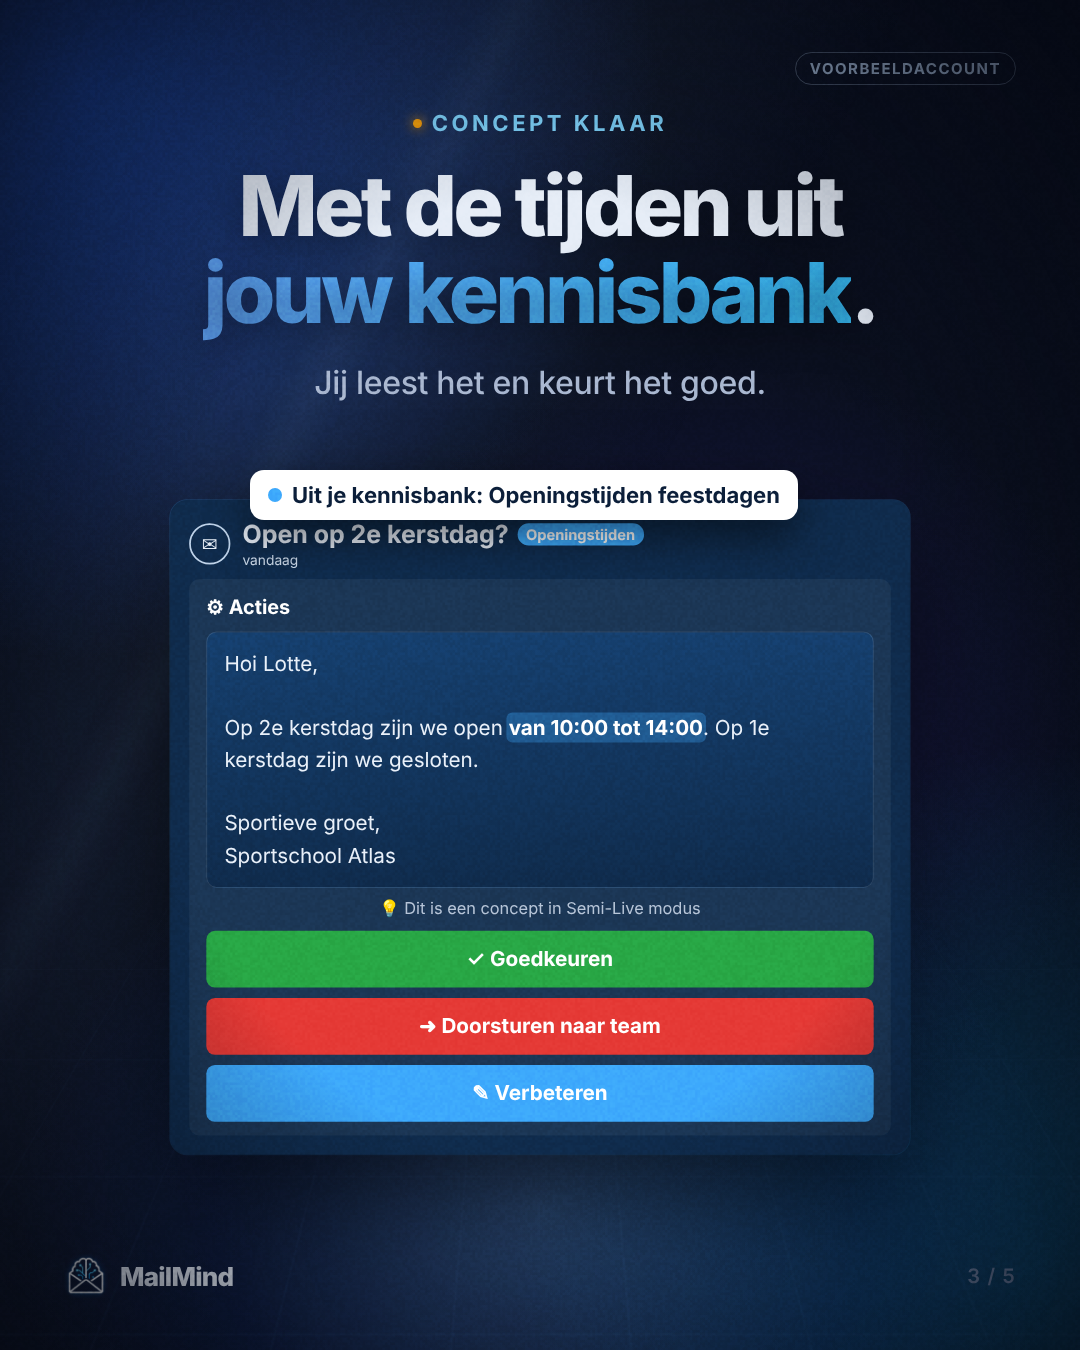 VOORBEELDACCOUNT
CONCEPT KLAAR
Met de tijden uit
jouw kennisbank.
Jij leest het en keurt het goed.
Uit je kennisbank: Openingstijden feestdagen
Open op 2e kerstdag? Openingstijden
vandaag
⚙ Acties
Hoi Lotte,
Op 2e kerstdag zijn we open van 10:00 tot 14:00. Op 1e
kerstdag zijn we gesloten.
Sportieve groet,
Sportschool Atlas
💡 Dit is een concept in Semi-Live modus
✓ Goedkeuren
➜ Doorsturen naar team
✎ Verbeteren
MailMind
3 / 5